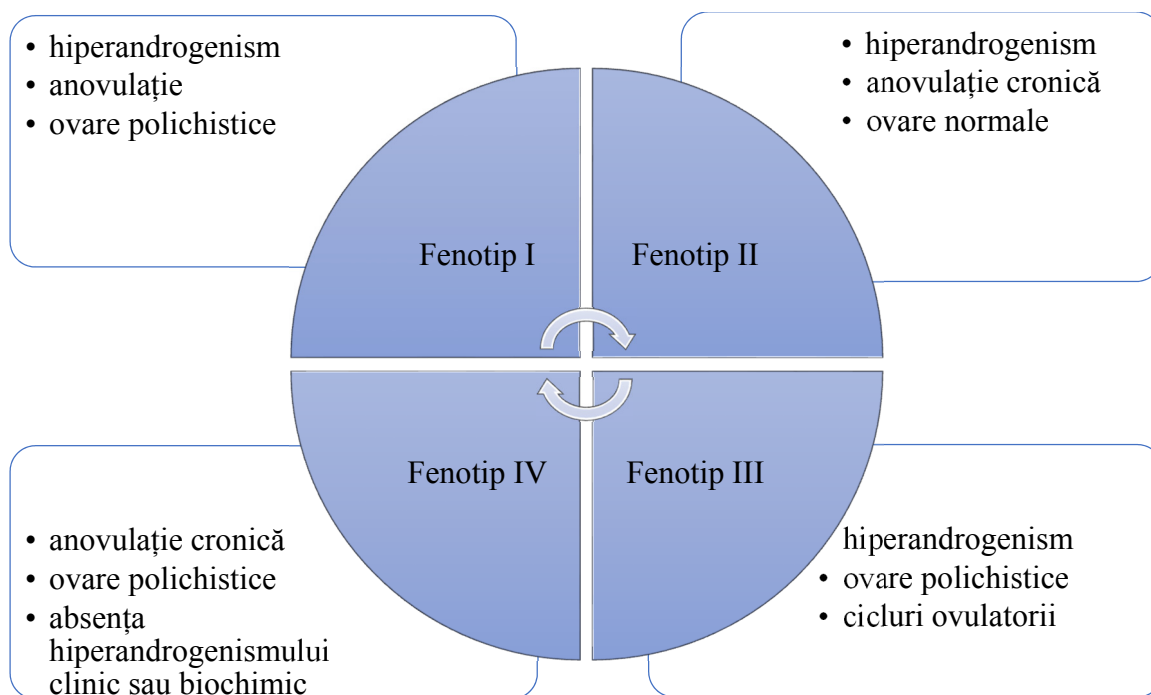 • hiperandrogenism
• anovulație
• ovare polichistice
• hiperandrogenism
• anovulație cronică
• ovare normale
Fenotip I
Fenotip II
Fenotip IV
Fenotip III
• anovulație cronică
• ovare polichistice
• absența
hiperandrogenismului
clinic sau biochimic
hiperandrogenism
• ovare polichistice
• cicluri ovulatorii